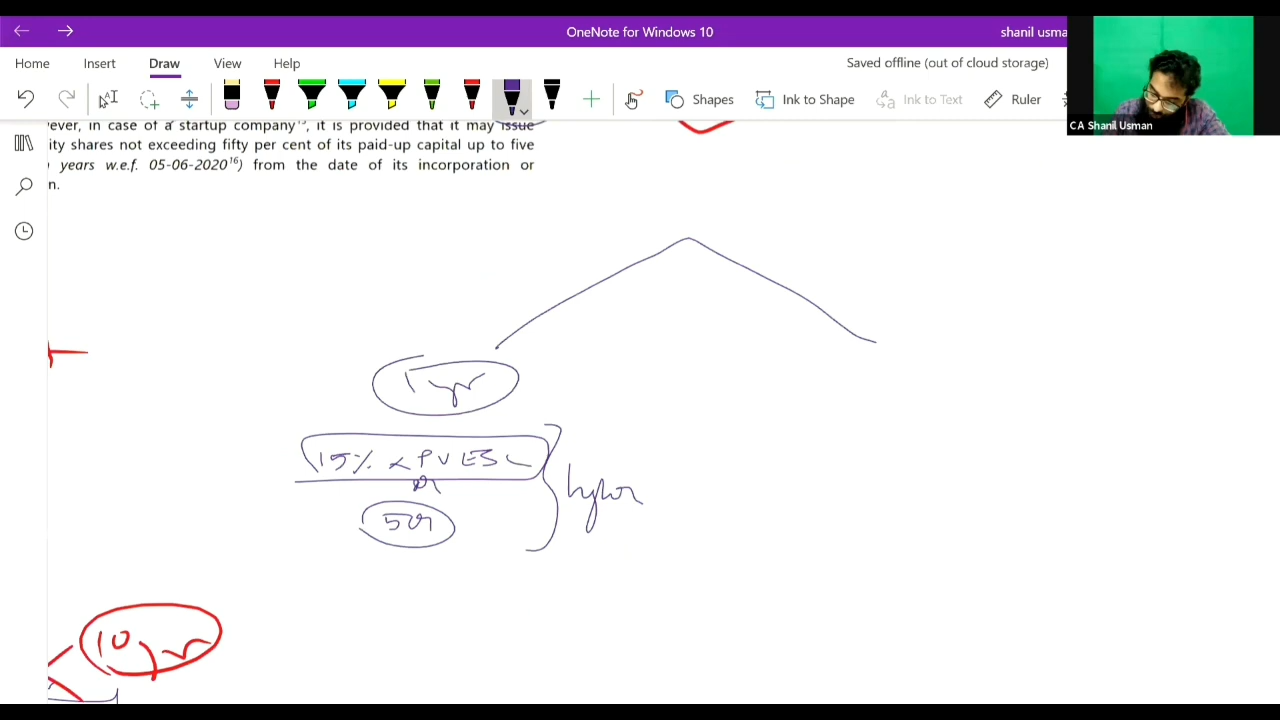 OneNote for Windows 10
shanil usma
Home Insert Draw View Help
Saved offline (out of cloud storage)
Shapes Ink to Shape Ink to Text Ruler
CA Shanil Usman
ever, in case of a startup company, it is provided that it may issue
ity shares not exceeding fifty per cent of its paid-up capital up to five
years w.e.f. 05-06-2020¹⁶) from the date of its incorporation or
n.
1 yr
15% x PV ESC
or
5cr
higher
10 yr